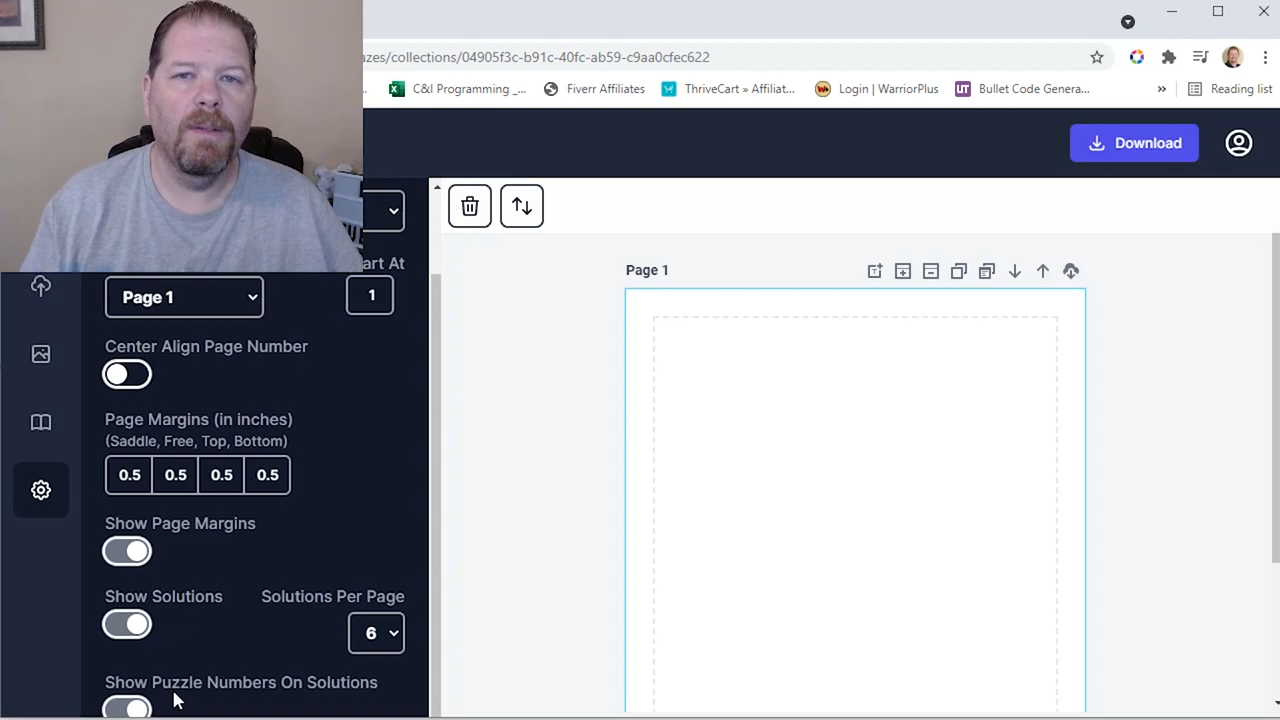 azes/collections/04905f3c-b91c-40fc-ab59-c9aa0cfec622
C&I Programming _...
Fiverr Affiliates
ThriveCart » Affiliat...
Login | WarriorPlus
UT
Bullet Code Genera...
»
Reading list
Download
art At
Page 1
1
Center Align Page Number
Page Margins (in inches)
(Saddle, Free, Top, Bottom)
0.5 0.5 0.5 0.5
Show Page Margins
Show Solutions
Solutions Per Page
6
Show Puzzle Numbers On Solutions
Page 1